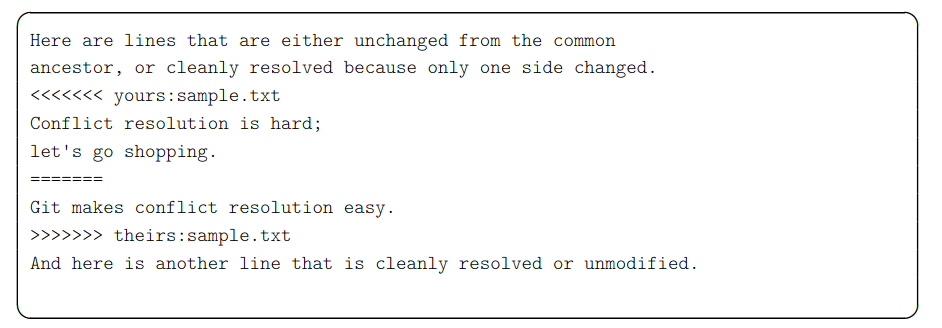 Here are lines that are either unchanged from the common
ancestor, or cleanly resolved because only one side changed.
<<<<<<< yours:sample.txt
Conflict resolution is hard;
let's go shopping.
=======
Git makes conflict resolution easy.
>>>>>>> theirs:sample.txt
And here is another line that is cleanly resolved or unmodified.